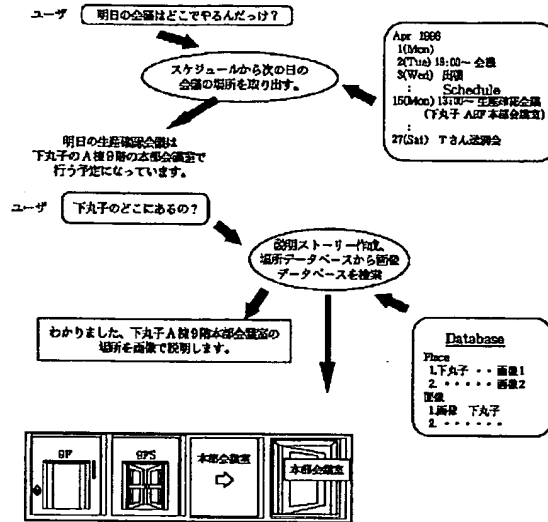 ユーザ
明日の会議はどこでやるんだっけ？
スケジュールから次の日の
会議の場所を取り出す。
Apr 1996
1(Mon)
2(Tue) 13:00～ 会議
3(Wed) 出張
:
Schedule
15(Mon) 13:00～ 生産確認会議
(下丸子 A9F 本部会議室)
:
27(Sat) Tさん送別会
明日の生産確認会議は
下丸子のA棟9階の本部会議室で
行う予定になっています。
ユーザ
下丸子のどこにあるの？
説明ストーリー作成、
場所データベースから画像
データベースを検索
わかりました、下丸子A棟9階本部会議室の
場所を画像で説明します。
Database
Place
1.下丸子 ・・ 画像1
2. ・・・・・ 画像2
画像
1.画像 下丸子
2. ・・・・・・
9F
9FS
本部会議室
本部会議室